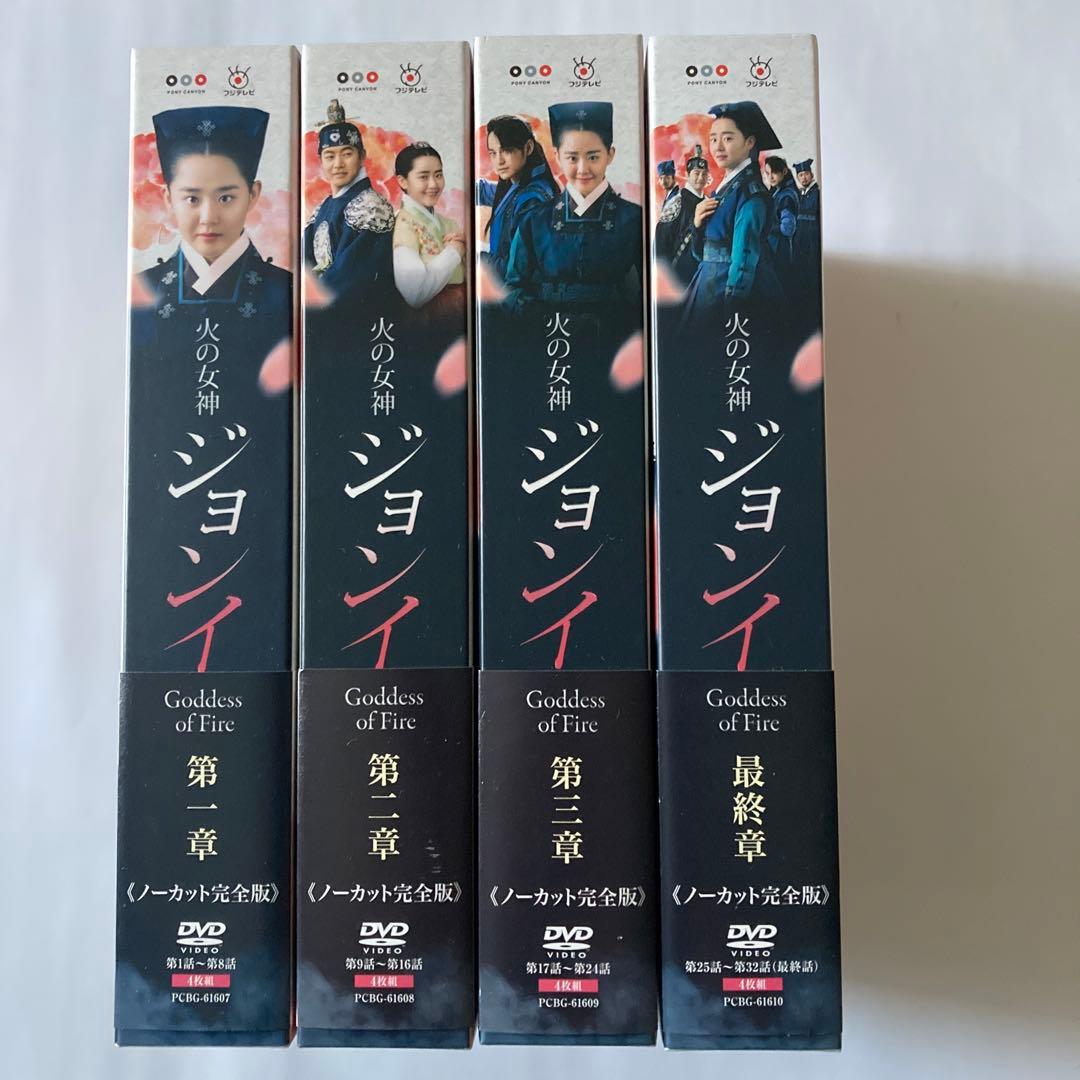 PONY CANYON
フジテレビ
火の女神
ジョンイ
Goddess
of Fire
第一章
《ノーカット完全版》
DVD
VIDEO
第1話~第8話
4枚組
PCBG-61607
PONY CANYON
フジテレビ
火の女神
ジョンイ
Goddess
of Fire
第二章
《ノーカット完全版》
DVD
VIDEO
第9話~第16話
4枚組
PCBG-61608
PONY CANYON
フジテレビ
火の女神
ジョンイ
Goddess
of Fire
第三章
《ノーカット完全版》
DVD
VIDEO
第17話~第24話
4枚組
PCBG-61609
PONY CANYON
フジテレビ
火の女神
ジョンイ
Goddess
of Fire
最終章
《ノーカット完全版》
DVD
VIDEO
第25話~第32話(最終話)
4枚組
PCBG-61610